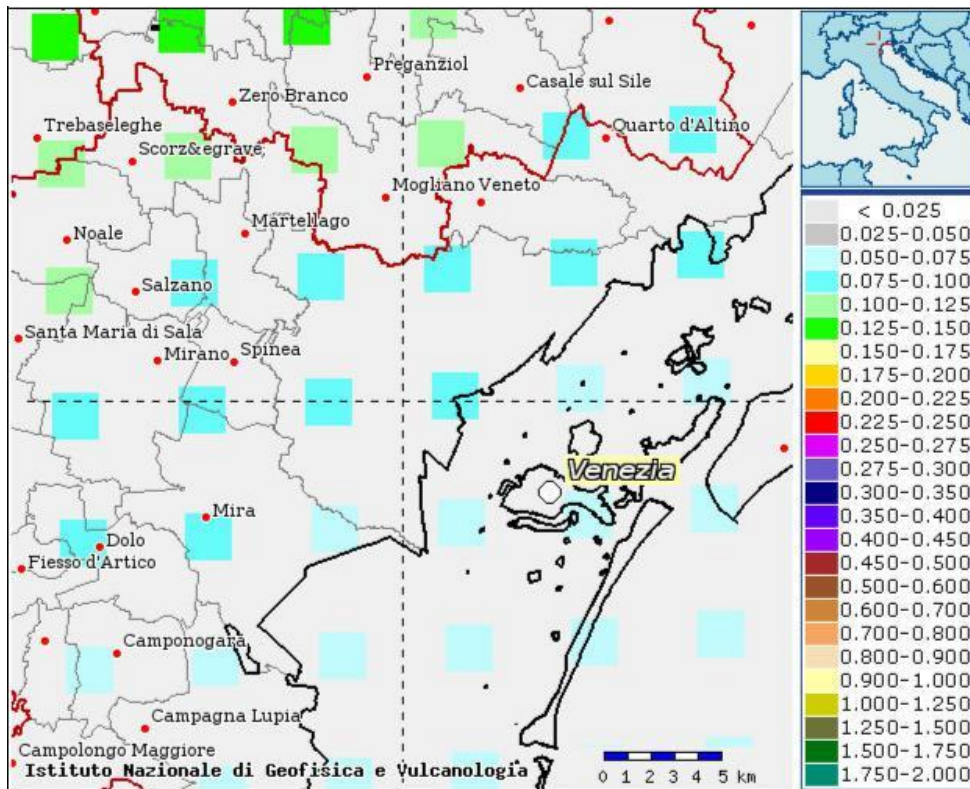 Preganziol
Casale sul Sile
Zero Branco
Trebaseleghe
Quarto d'Altino
Scorz&egrave;
Mogliano Veneto
Martellago
Noale
Salzano
Santa Maria di Sala
Mirano
Spinea
Venezia
Mira
Dolo
Fiesso d'Artico
Camponogara
Campagna Lupia
Campolongo Maggiore
Istituto Nazionale di Geofisica e Vulcanologia
0 1 2 3 4 5 km
< 0.025
0.025-0.050
0.050-0.075
0.075-0.100
0.100-0.125
0.125-0.150
0.150-0.175
0.175-0.200
0.200-0.225
0.225-0.250
0.250-0.275
0.275-0.300
0.300-0.350
0.350-0.400
0.400-0.450
0.450-0.500
0.500-0.600
0.600-0.700
0.700-0.800
0.800-0.900
0.900-1.000
1.000-1.250
1.250-1.500
1.500-1.750
1.750-2.000